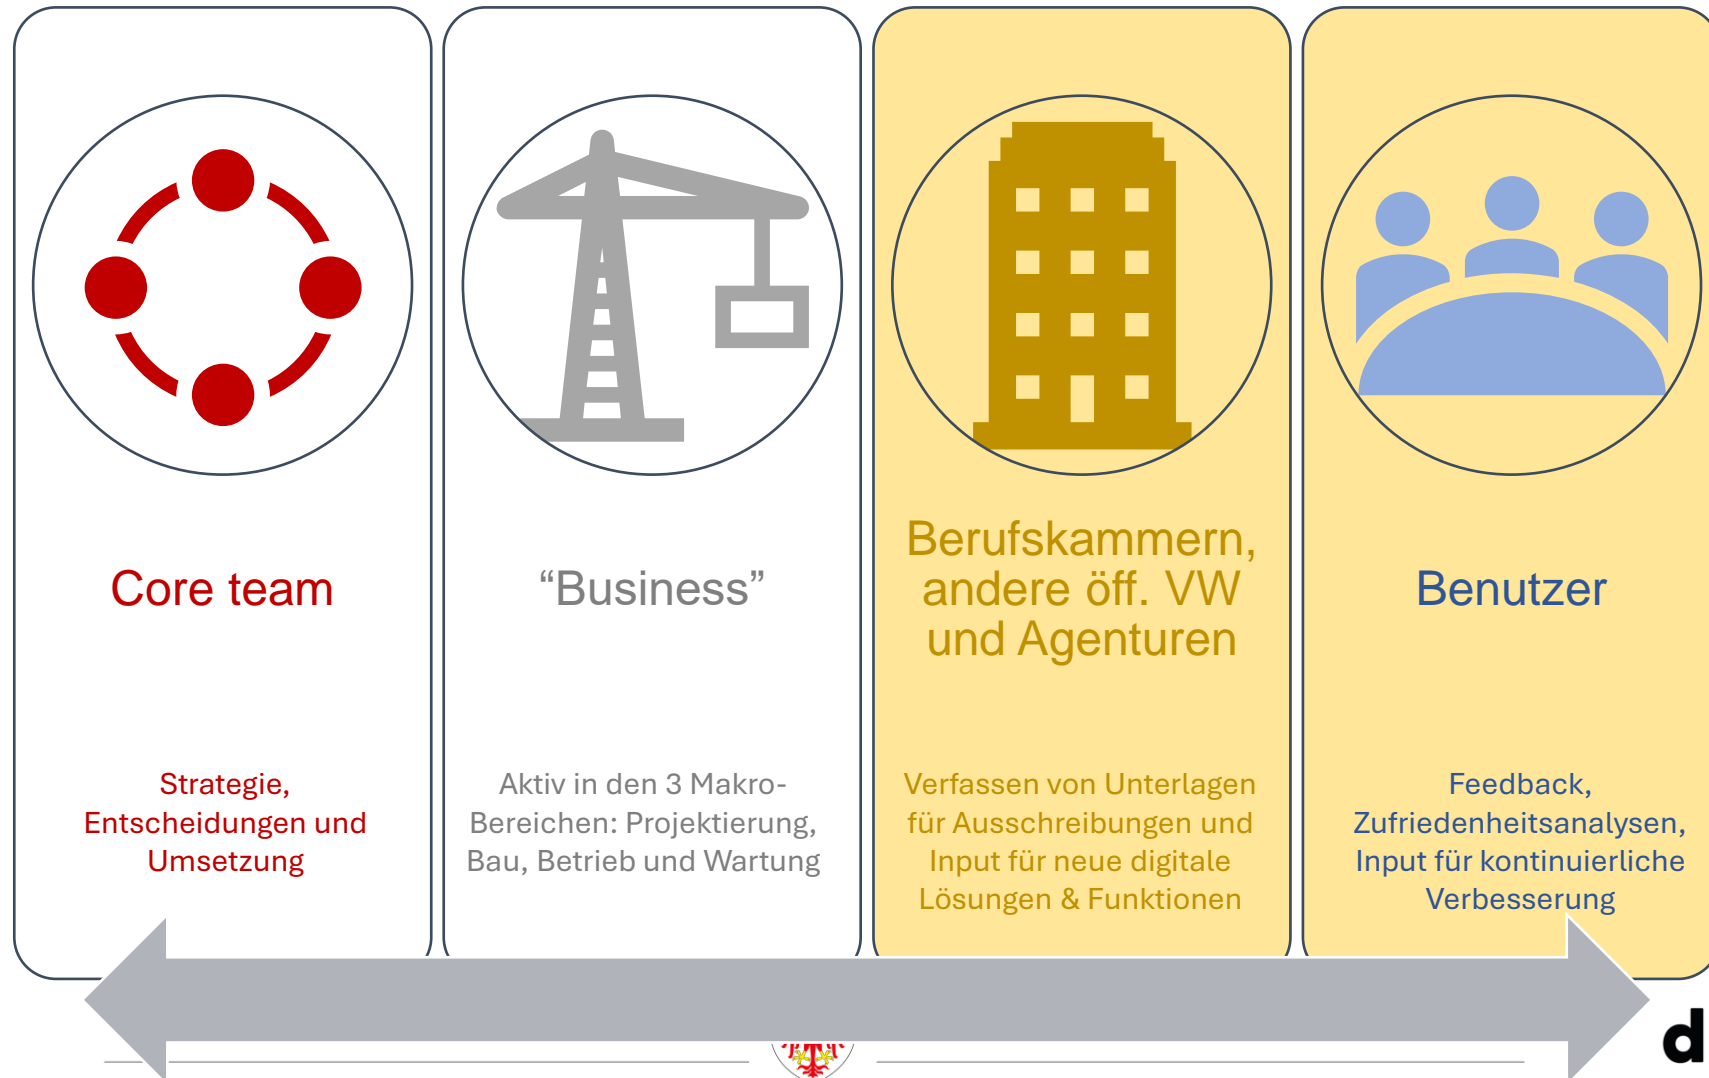 Core team
Strategie,
Entscheidungen und
Umsetzung
“Business”
Aktiv in den 3 Makro-
Bereichen: Projektierung,
Bau, Betrieb und Wartung
Berufskammern,
andere öff. VW
und Agenturen
Verfassen von Unterlagen
für Ausschreibungen und
Input für neue digitale
Lösungen & Funktionen
Benutzer
Feedback,
Zufriedenheitsanalysen,
Input für kontinuierliche
Verbesserung
d